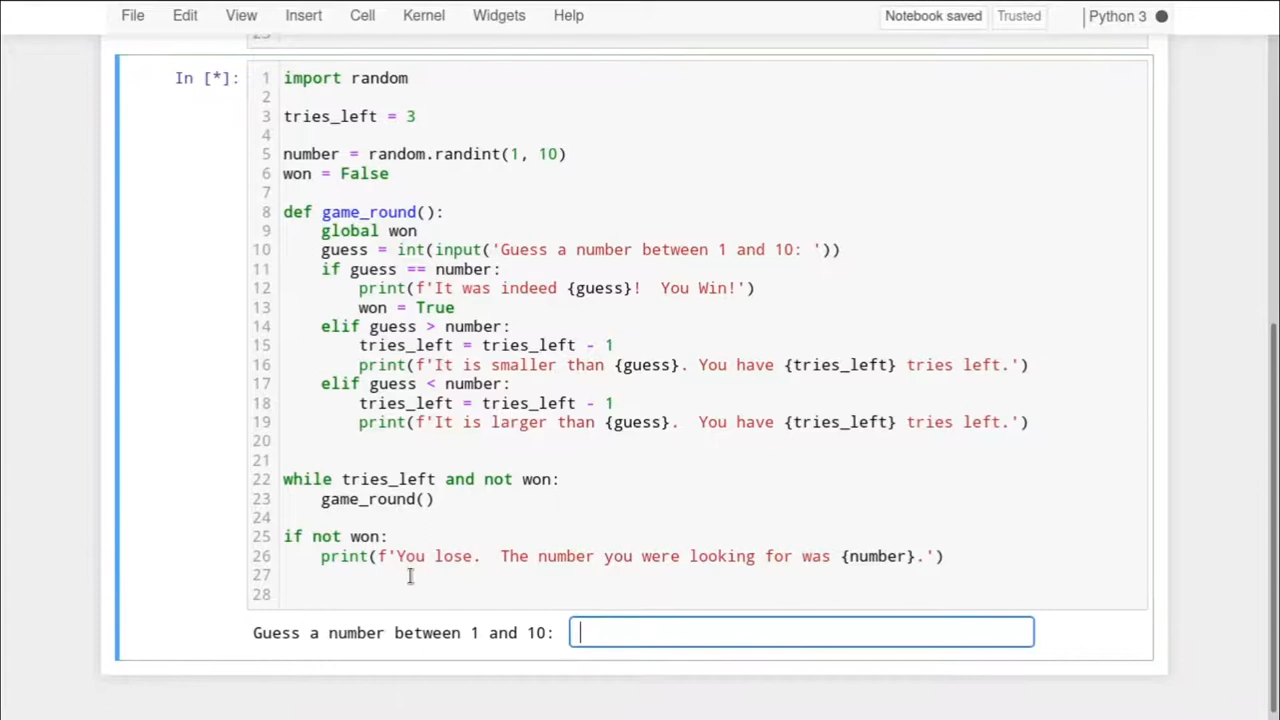 File Edit View Insert Cell Kernel Widgets Help Notebook saved Trusted Python 3
In [*]:
1 import random
2
3 tries_left = 3
4
5 number = random.randint(1, 10)
6 won = False
7
8 def game_round():
9     global won
10     guess = int(input('Guess a number between 1 and 10: '))
11     if guess == number:
12         print(f'It was indeed {guess}!  You Win!')
13         won = True
14     elif guess > number:
15         tries_left = tries_left - 1
16         print(f'It is smaller than {guess}. You have {tries_left} tries left.')
17     elif guess < number:
18         tries_left = tries_left - 1
19         print(f'It is larger than {guess}.  You have {tries_left} tries left.')
20
21
22 while tries_left and not won:
23     game_round()
24
25 if not won:
26     print(f'You lose.  The number you were looking for was {number}.')
27
28
Guess a number between 1 and 10: